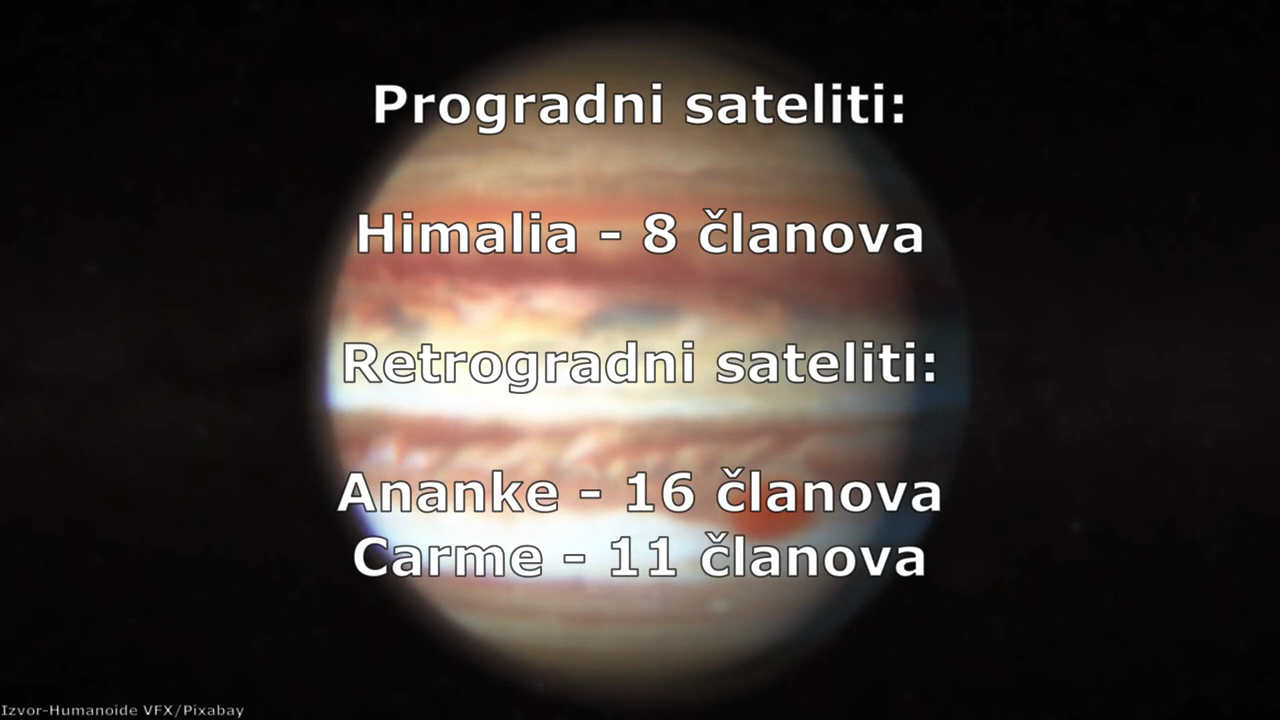 Progradni sateliti:
Himalia - 8 članova
Retrogradni sateliti:
Ananke - 16 članova
Carme - 11 članova
Izvor-Humanoide VFX/Pixabay